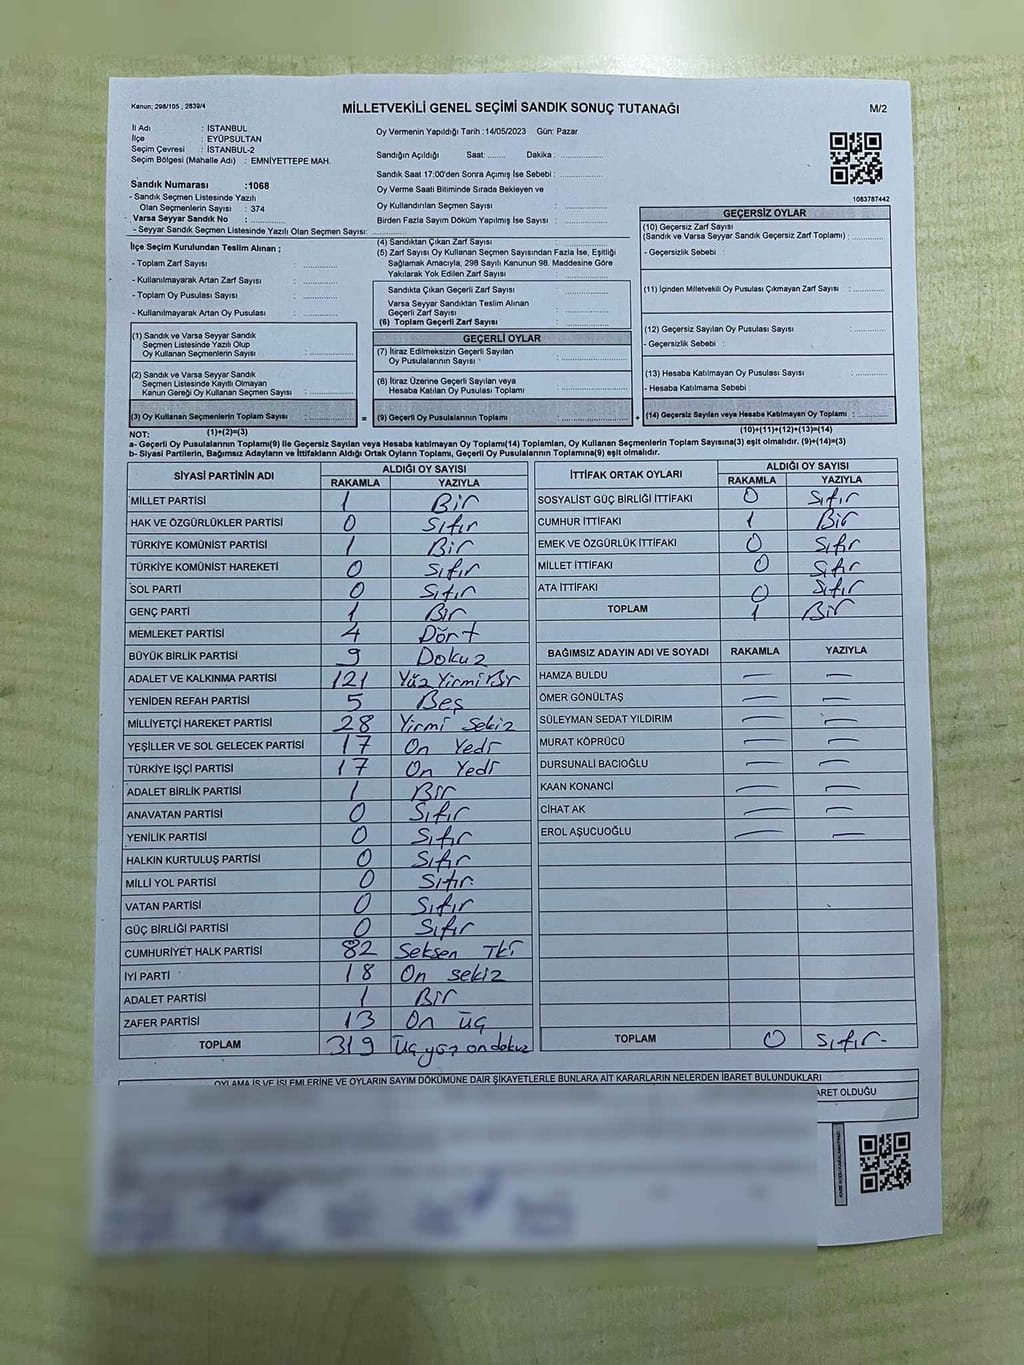 Kanun; 298/105 , 2839/4
MİLLETVEKİLİ GENEL SEÇİMİ SANDIK SONUÇ TUTANAĞI
M/2
İl Adı : İSTANBUL
İlçe : EYÜPSULTAN
Seçim Çevresi : İSTANBUL-2
Seçim Bölgesi (Mahalle Adı) : EMNİYETTEPE MAH.
Sandık Numarası :1068
- Sandık Seçmen Listesinde Yazılı
Olan Seçmenlerin Sayısı : 374
Varsa Seyyar Sandık No : ............
- Seyyar Sandık Seçmen Listesinde Yazılı Olan Seçmen Sayısı: ............
İlçe Seçim Kurulundan Teslim Alınan ;
- Toplam Zarf Sayısı : ............
- Kullanılmayarak Artan Zarf Sayısı : ............
- Toplam Oy Pusulası Sayısı : ............
- Kullanılmayarak Artan Oy Pusulası : ............
Oy Vermenin Yapıldığı Tarih :14/05/2023 Gün: Pazar
Sandığın Açıldığı Saat: ...... Dakika : ............
Sandık Saat 17:00'den Sonra Açımış İse Sebebi : ............
Oy Verme Saati Bitiminde Sırada Bekleyen ve
Oy Kullandırılan Seçmen Sayısı : ............
Birden Fazla Sayım Döküm Yapılmış İse Sayısı : ............
(4) Sandıktan Çıkan Zarf Sayısı : ............
(5) Zarf Sayısı Oy Kullanan Seçmen Sayısından Fazla İse, Eşitliği
Sağlamak Amacıyla, 298 Sayılı Kanunun 98. Maddesine Göre
Yakılarak Yok Edilen Zarf Sayısı : ............
Sandıkta Çıkan Geçerli Zarf Sayısı : ............
Varsa Seyyar Sandıktan Teslim Alınan
Geçerli Zarf Sayısı : ............
(6) Toplam Geçerli Zarf Sayısı : ............
1083787442
GEÇERSİZ OYLAR
(10) Geçersiz Zarf Sayısı
(Sandık ve Varsa Seyyar Sandık Geçersiz Zarf Toplamı) : ............
- Geçersizlik Sebebi :
(11) İçinden Milletvekili Oy Pusulası Çıkmayan Zarf Sayısı : ............
(12) Geçersiz Sayılan Oy Pusulası Sayısı : ............
- Geçersizlik Sebebi :
(13) Hesaba Katılmayan Oy Pusulası Sayısı : ............
- Hesaba Katılmama Sebebi :
(14) Geçersiz Sayılan veya Hesaba Katılmayan Oy Toplamı : ............
(10)+(11)+(12)+(13)=(14)
(1) Sandık ve Varsa Seyyar Sandık
Seçmen Listesinde Yazılı Olup
Oy Kullanan Seçmenlerin Sayısı : ............
(2) Sandık ve Varsa Seyyar Sandık
Seçmen Listesinde Kayıtlı Olmayan
Kanun Gereği Oy Kullanan Seçmen Sayısı : ............
(3) Oy Kullanan Seçmenlerin Toplam Sayısı : ............
(1)+(2)=(3)
GEÇERLİ OYLAR
(7) İtiraz Edilmeksizin Geçerli Sayılan
Oy Pusulalarının Sayısı : ............
(8) İtiraz Üzerine Geçerli Sayılan veya
Hesaba Katılan Oy Pusulası Toplamı : ............
= (9) Geçerli Oy Pusulalarının Toplamı : ............ +
NOT:
a- Geçerli Oy Pusulaları Toplamı(9) ile Geçersiz Sayılan veya Hesaba katılmayan Oy Toplamı(14) Toplamları, Oy Kullanan Seçmenlerin Toplam Sayısına(3) eşit olmalıdır. (9)+(14)=(3)
b- Siyasi Partilerin, Bağımsız Adayların ve İttifakların Aldığı Ortak Oyların Toplamı, Geçerli Oy Pusulalarının Toplamına(9) eşit olmalıdır.
SİYASİ PARTİNİN ADI ALDIĞI OY SAYISI
RAKAMLA YAZIYLA
MİLLET PARTİSİ 1 Bir
HAK VE ÖZGÜRLÜKLER PARTİSİ 0 Sıfır
TÜRKİYE KOMÜNİST PARTİSİ 1 Bir
TÜRKİYE KOMÜNİST HAREKETİ 0 Sıfır
SOL PARTİ 0 Sıfır
GENÇ PARTİ 1 Bir
MEMLEKET PARTİSİ 4 Dört
BÜYÜK BİRLİK PARTİSİ 9 Dokuz
ADALET VE KALKINMA PARTİSİ 121 Yüz Yirmi Bir
YENİDEN REFAH PARTİSİ 5 Beş
MİLLİYETÇİ HAREKET PARTİSİ 28 Yirmi Sekiz
YEŞİLLER VE SOL GELECEK PARTİSİ 17 On Yedi
TÜRKİYE İŞÇİ PARTİSİ 17 On Yedi
ADALET BİRLİK PARTİSİ 1 Bir
ANAVATAN PARTİSİ 0 Sıfır
YENİLİK PARTİSİ 0 Sıfır
HALKIN KURTULUŞ PARTİSİ 0 Sıfır
MİLLİ YOL PARTİSİ 0 Sıfır
VATAN PARTİSİ 0 Sıfır
GÜÇ BİRLİĞİ PARTİSİ 0 Sıfır
CUMHURİYET HALK PARTİSİ 82 Seksen İki
İYİ PARTİ 18 On sekiz
ADALET PARTİSİ 1 Bir
ZAFER PARTİSİ 13 On üç
TOPLAM 319 Üç yüz on dokuz
İTTİFAK ORTAK OYLARI ALDIĞI OY SAYISI
RAKAMLA YAZIYLA
SOSYALİST GÜÇ BİRLİĞİ İTTİFAKI 0 Sıfır
CUMHUR İTTİFAKI 1 Bir
EMEK VE ÖZGÜRLÜK İTTİFAKI 0 Sıfır
MİLLET İTTİFAKI 0 Sıfır
ATA İTTİFAKI 0 Sıfır
TOPLAM 1 Bir
BAĞIMSIZ ADAYIN ADI VE SOYADI RAKAMLA YAZIYLA
HAMZA BULDU — —
ÖMER GÖNÜLTAŞ — —
SÜLEYMAN SEDAT YILDIRIM — —
MURAT KÖPRÜCÜ — —
DURSUNALİ BACIOĞLU — —
KAAN KONANCİ — —
CİHAT AK — —
EROL AŞUCUOĞLU — —
TOPLAM 0 Sıfır
OYLAMA İŞ VE İŞLEMLERİNE VE OYLARIN SAYIM DÖKÜMÜNE DAİR ŞİKAYETLERLE BUNLARA AİT KARARLARIN NELERDEN İBARET BULUNDUKLARI
ARET OLDUĞU